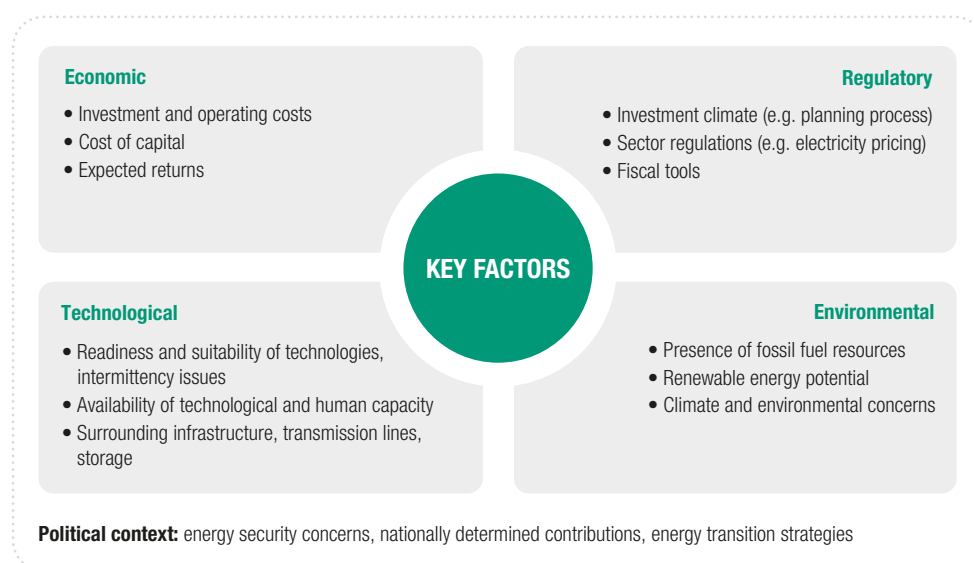 Economic
• Investment and operating costs
• Cost of capital
• Expected returns
Regulatory
• Investment climate (e.g. planning process)
• Sector regulations (e.g. electricity pricing)
• Fiscal tools
KEY FACTORS
Technological
• Readiness and suitability of technologies,
intermittency issues
• Availability of technological and human capacity
• Surrounding infrastructure, transmission lines,
storage
Environmental
• Presence of fossil fuel resources
• Renewable energy potential
• Climate and environmental concerns
Political context: energy security concerns, nationally determined contributions, energy transition strategies